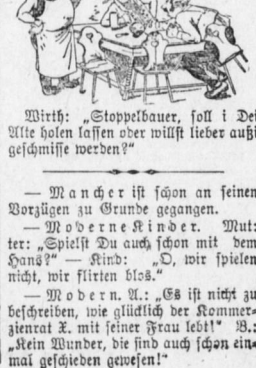 Wirth: „Stoppelbauer, soll i Dei
Alte holen lassen oder willst lieber außi
geschmisse werden?“
— Mancher ist schon an seinen
Vorzügen zu Grunde gegangen.
— Moderne Kinder. Mut-
ter: „Spielst Du auch schon mit dem
Hans?“ — Kind: „O, wir spielen
nicht, wir flirten blos.“
— Modern. A.: „Es ist nicht zu
beschreiben, wie glücklich der Kommer-
zienrat X. mit seiner Frau lebt!“ B.:
„Kein Wunder, die sind auch schon ein-
mal geschieden gewesen!“